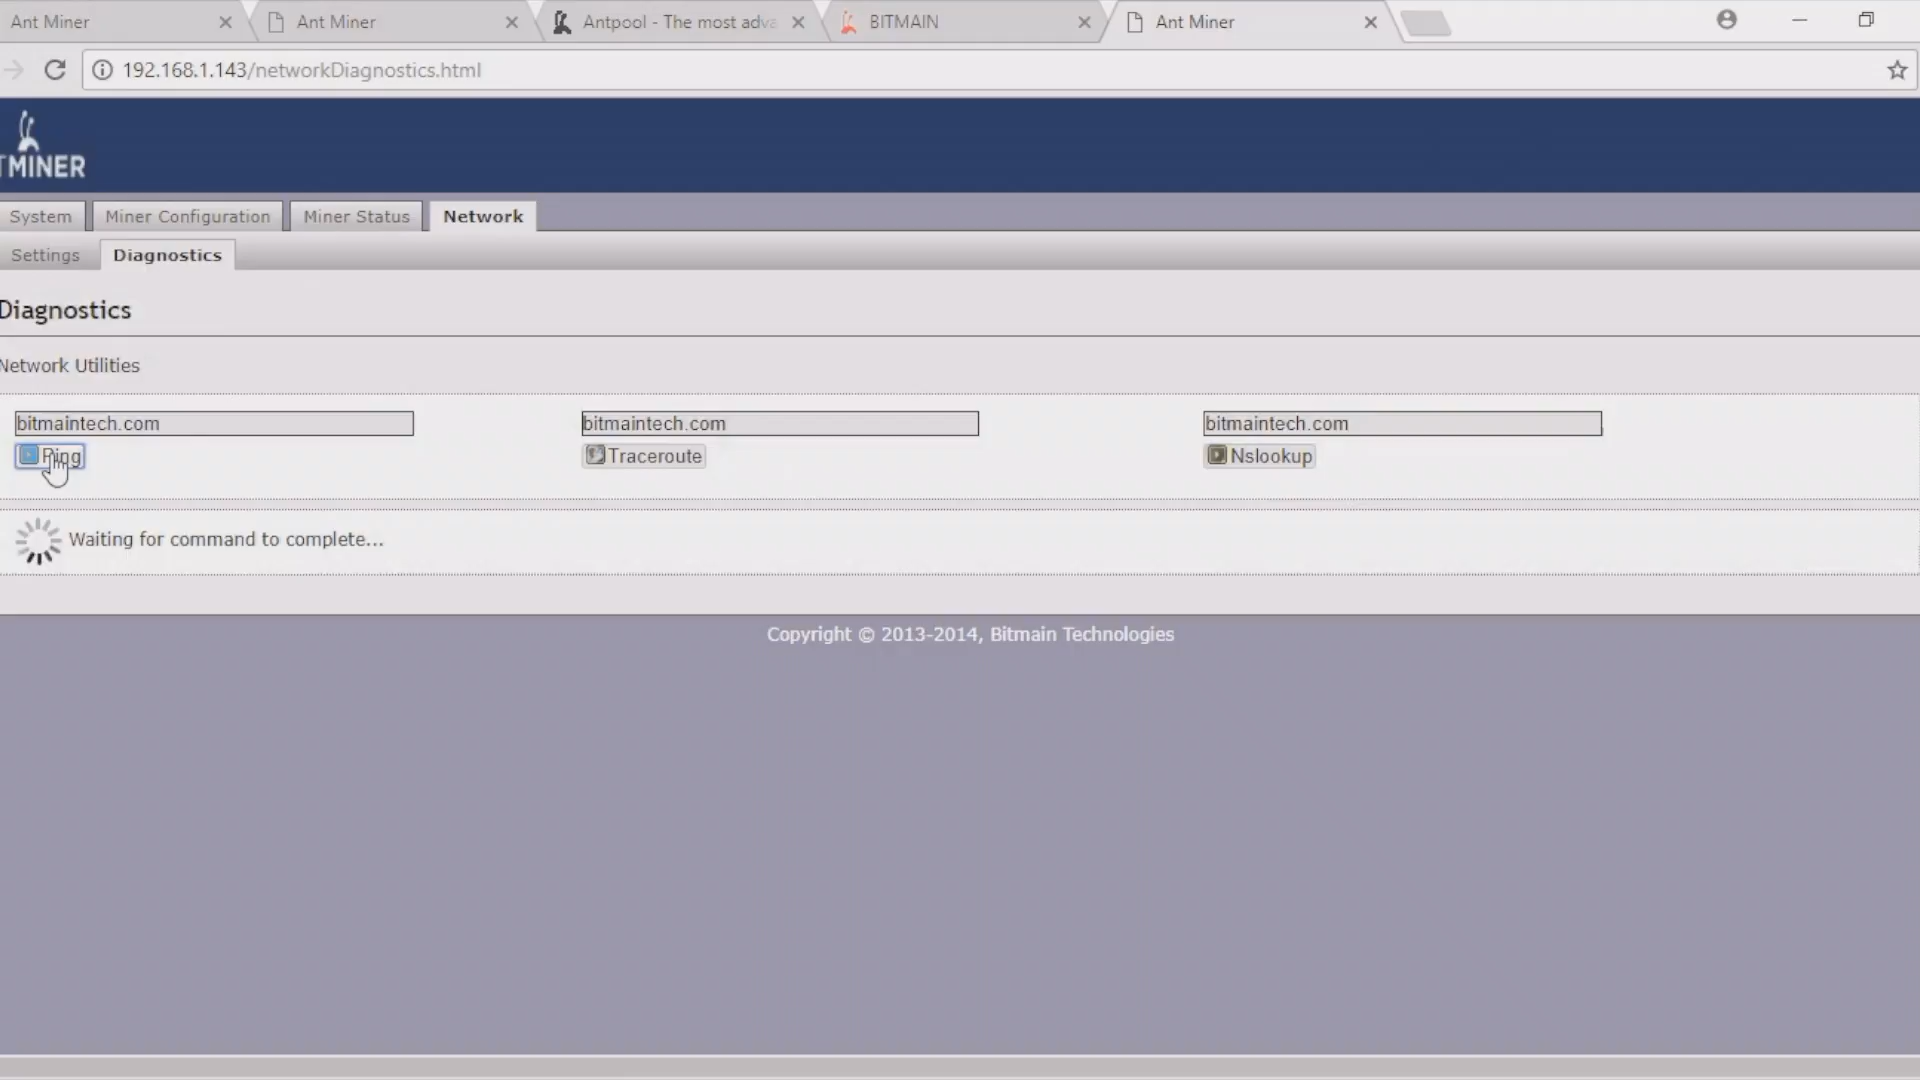 Ant Miner
Ant Miner
Antpool - The most adva
BITMAIN
Ant Miner
192.168.1.143/networkDiagnostics.html
TMINER
System
Miner Configuration
Miner Status
Network
Settings
Diagnostics
Diagnostics
Network Utilities
bitmaintech.com
bitmaintech.com
bitmaintech.com
Ping
Traceroute
Nslookup
Waiting for command to complete...
Copyright © 2013-2014, Bitmain Technologies